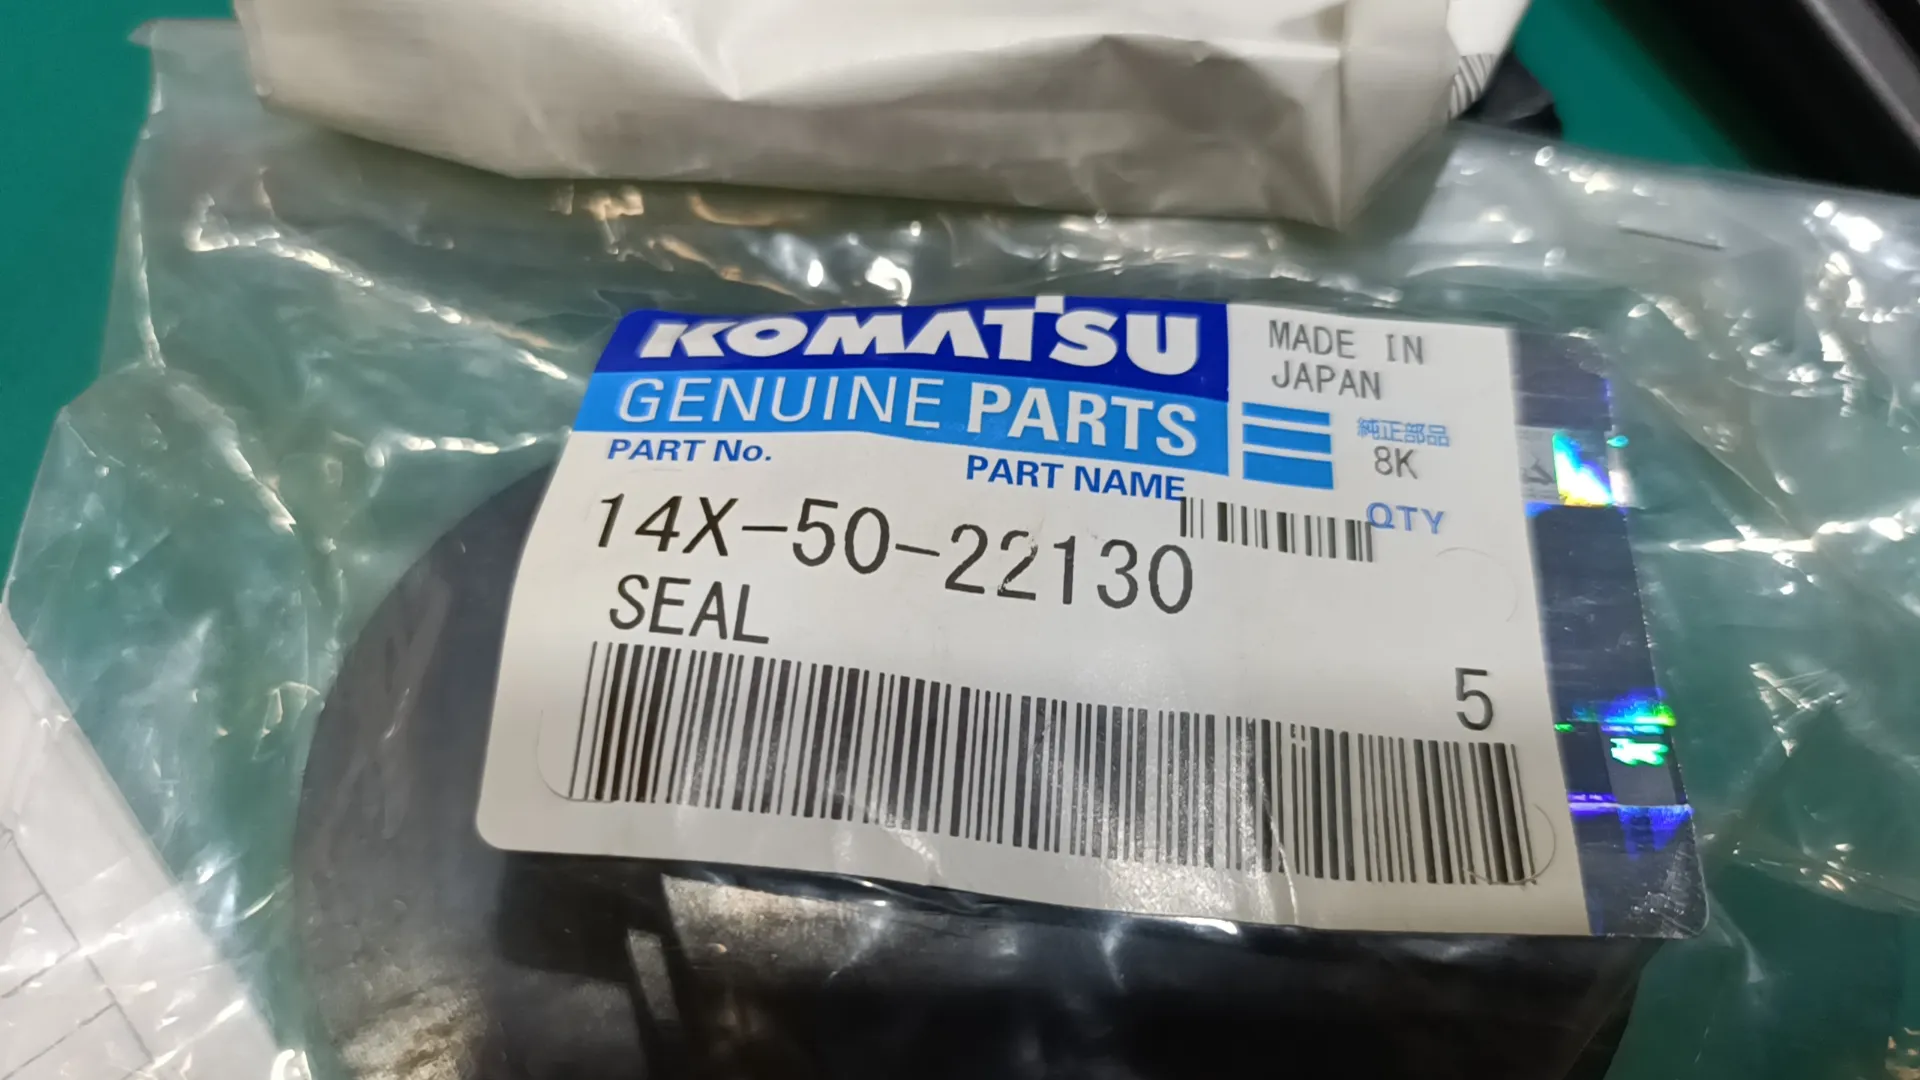 KOMATSU
GENUINE PARTS
MADE IN
JAPAN
純正部品
8K
PART No.
PART NAME
QTY
14X-50-22130
SEAL
5